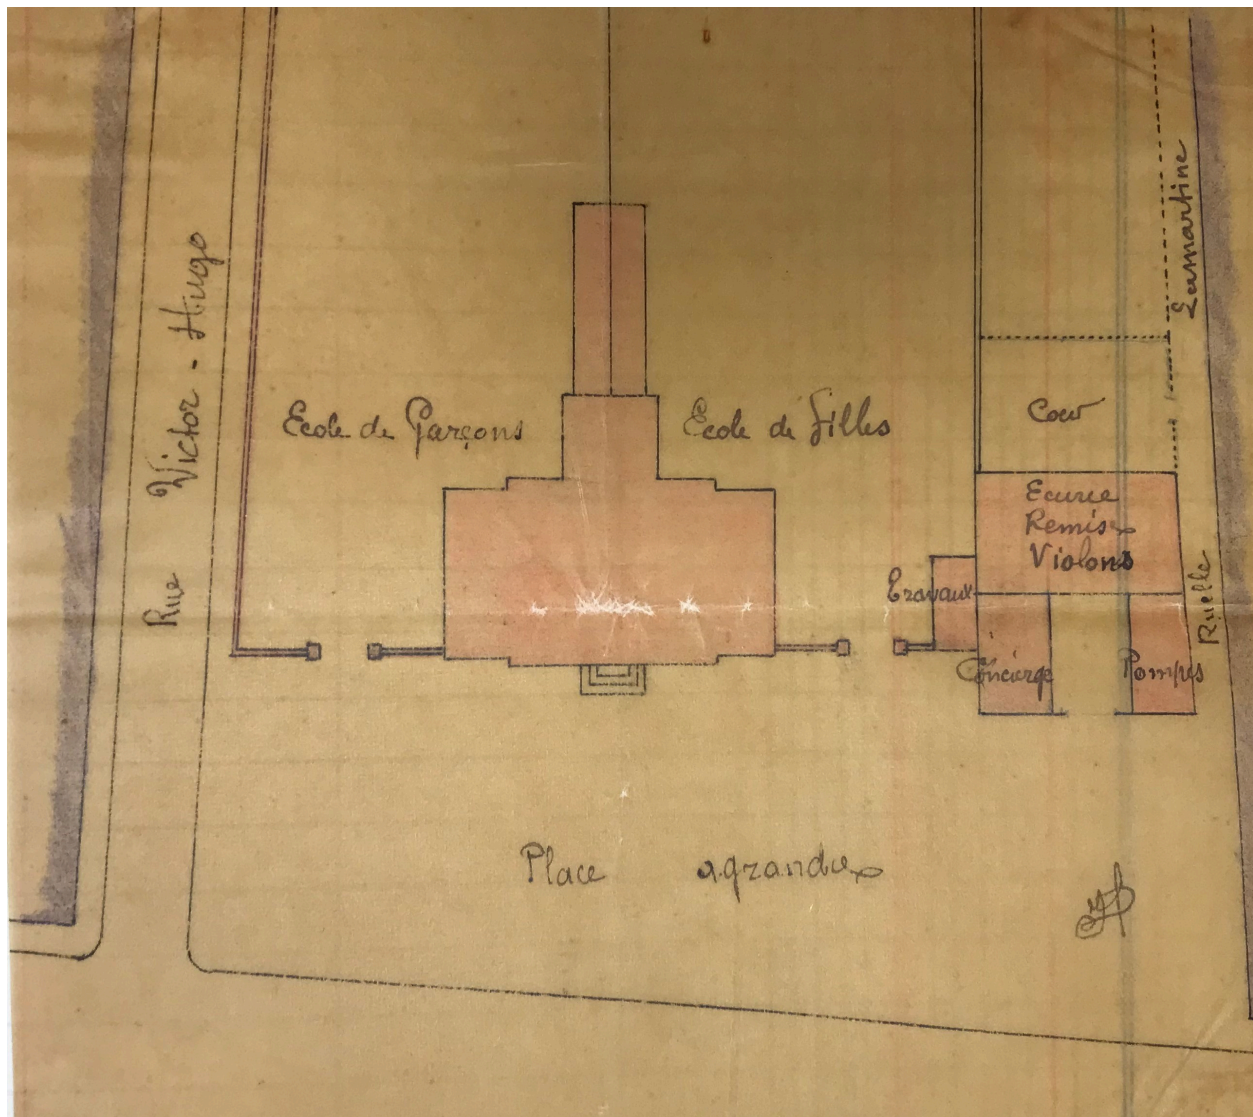 Rue Victor-Hugo
Ecole de Garçons
Ecole de Filles
Lamartine
Cour
Ecurie
Remise
Violons
Travaux
Ruelle
Concierge
Pompes
Place agrandie